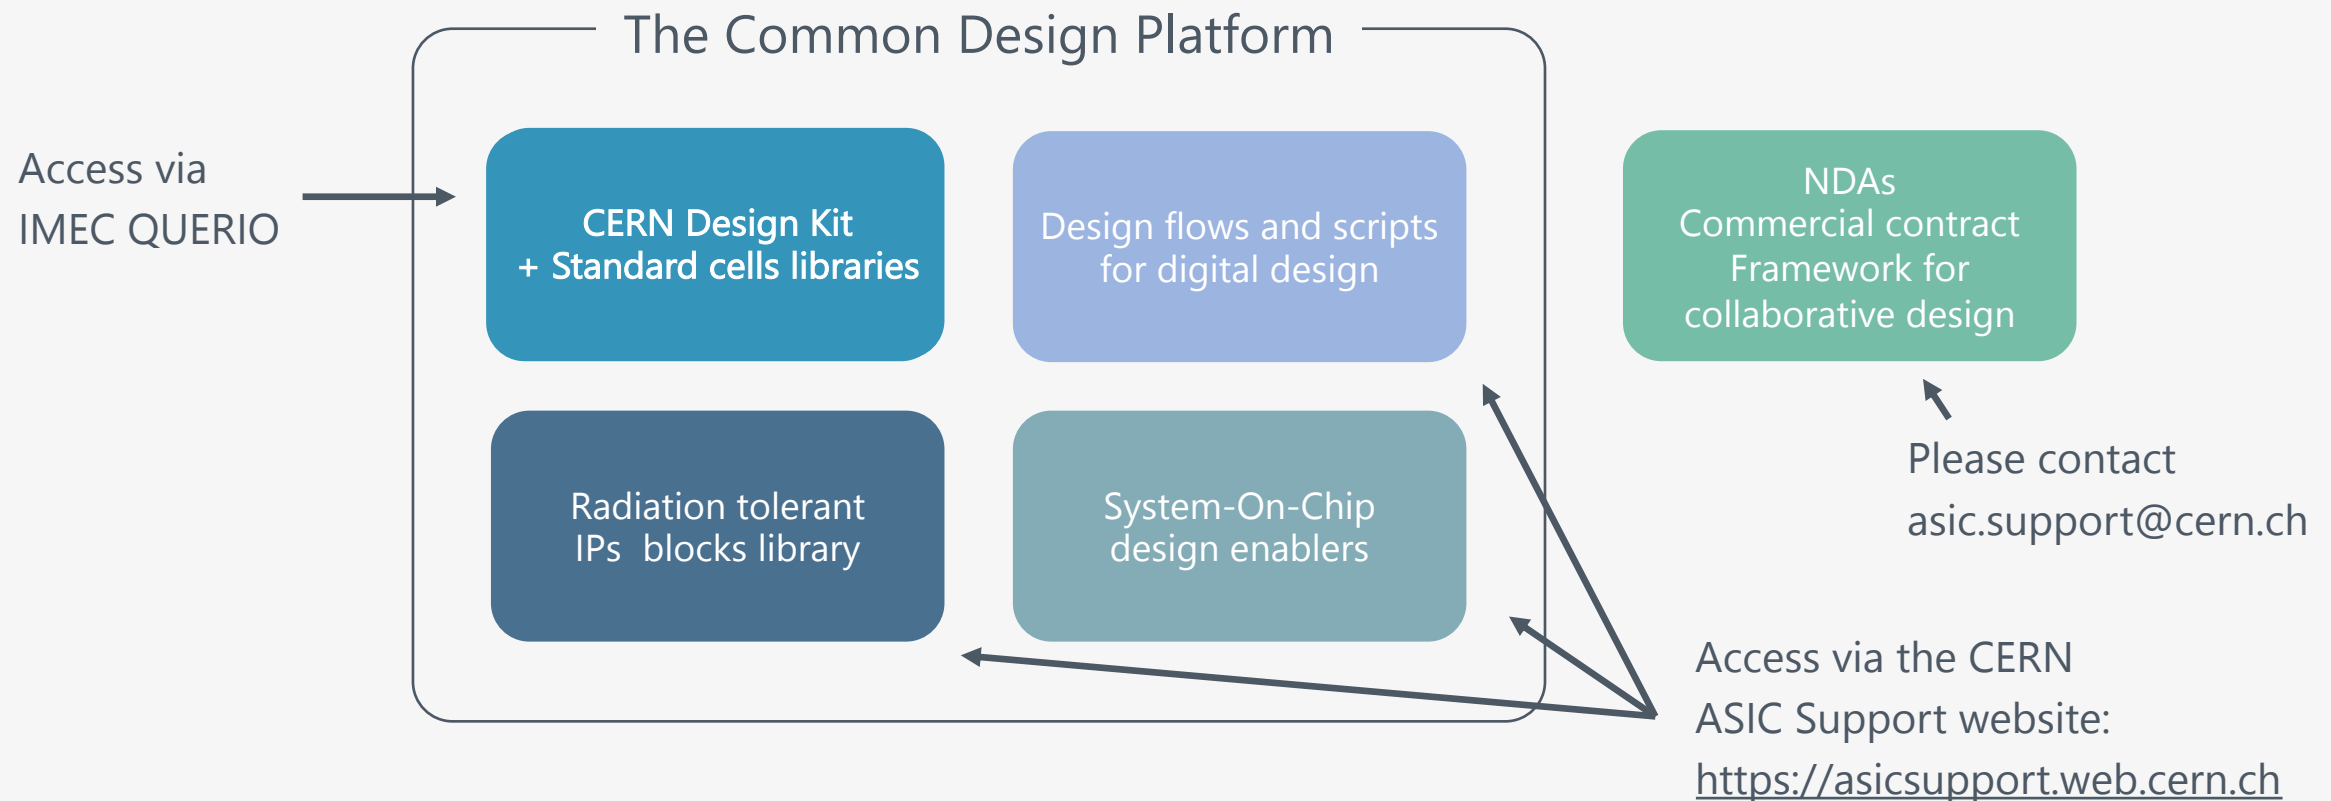 The Common Design Platform
Access via
IMEC QUERIO
CERN Design Kit
+ Standard cells libraries
Design flows and scripts
for digital design
NDAs
Commercial contract
Framework for
collaborative design
Radiation tolerant
IPs  blocks library
System-On-Chip
design enablers
Please contact
asic.support@cern.ch
Access via the CERN
ASIC Support website:
https://asicsupport.web.cern.ch